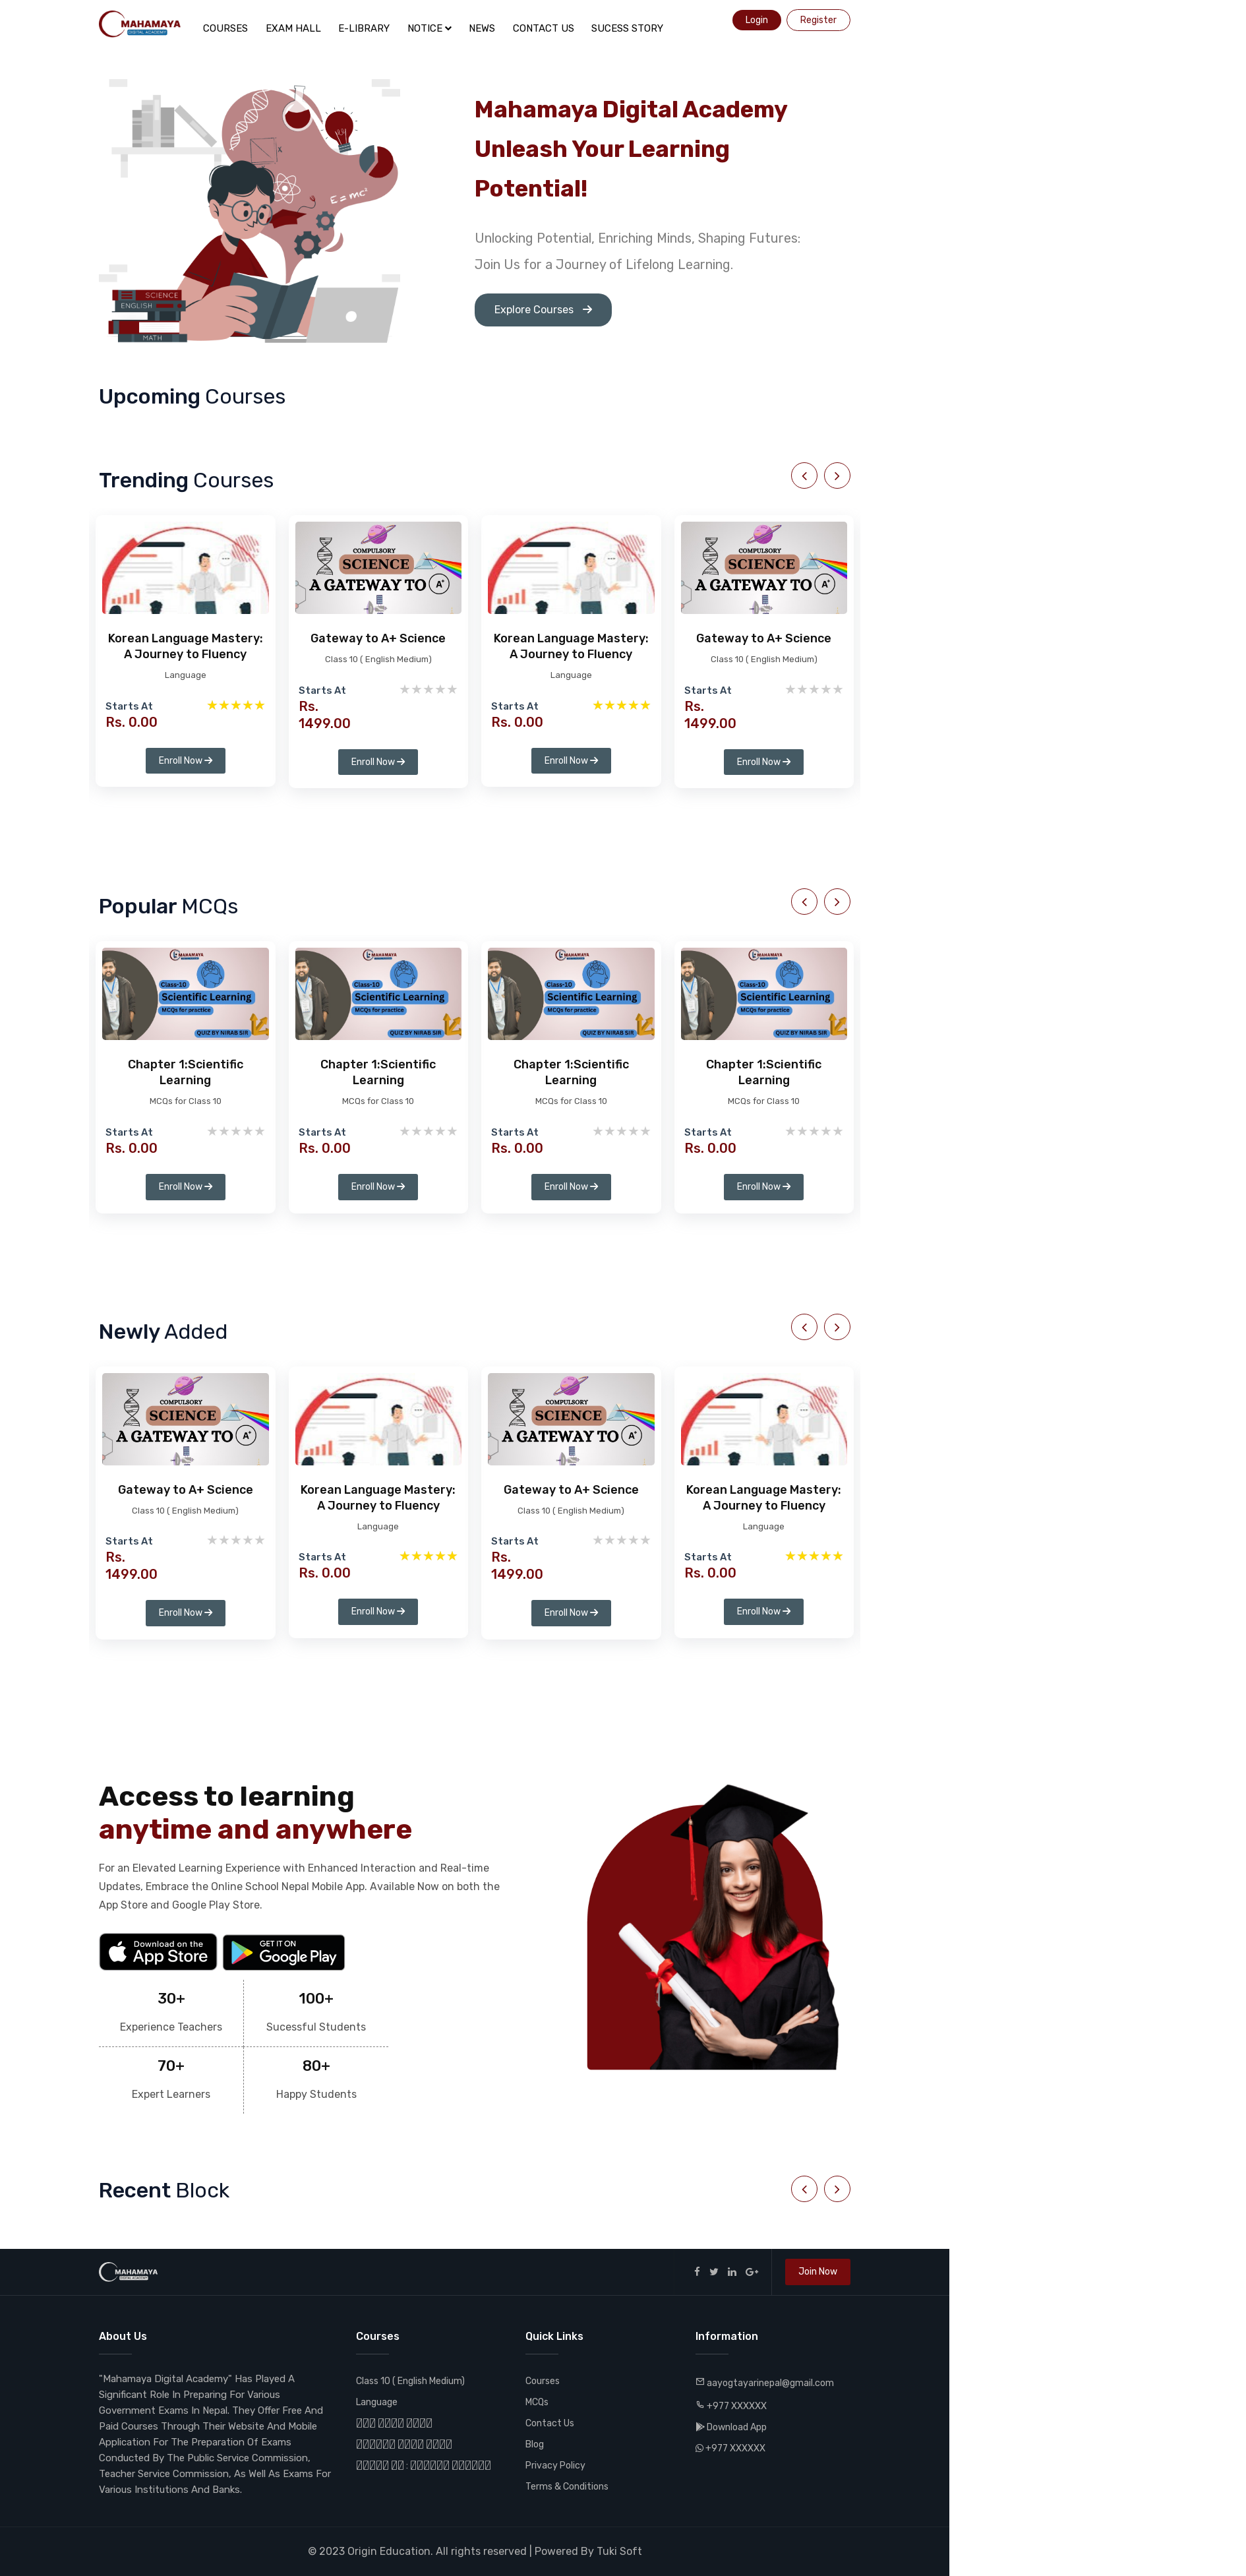 MAHAMAYA
DIGITAL ACADEMY
COURSES EXAM HALL E-LIBRARY NOTICE NEWS CONTACT US SUCESS STORY
Login Register
E=mc²
SCIENCE
ENGLISH
MATH
Mahamaya Digital Academy
Unleash Your Learning
Potential!
Unlocking Potential, Enriching Minds, Shaping Futures:
Join Us for a Journey of Lifelong Learning.
Explore Courses
Upcoming Courses
Trending Courses
Korean Language Mastery:
A Journey to Fluency
Language
Starts At
Rs. 0.00
Enroll Now
COMPULSORY
SCIENCE
A GATEWAY TO A+
Gateway to A+ Science
Class 10 ( English Medium)
Starts At
Rs.
1499.00
Enroll Now
Korean Language Mastery:
A Journey to Fluency
Language
Starts At
Rs. 0.00
Enroll Now
COMPULSORY
SCIENCE
A GATEWAY TO A+
Gateway to A+ Science
Class 10 ( English Medium)
Starts At
Rs.
1499.00
Enroll Now
Popular MCQs
MAHAMAYA
Class-10
Scientific Learning
MCQs for practice
QUIZ BY NIRAB SIR
Chapter 1:Scientific
Learning
MCQs for Class 10
Starts At
Rs. 0.00
Enroll Now
MAHAMAYA
Class-10
Scientific Learning
MCQs for practice
QUIZ BY NIRAB SIR
Chapter 1:Scientific
Learning
MCQs for Class 10
Starts At
Rs. 0.00
Enroll Now
MAHAMAYA
Class-10
Scientific Learning
MCQs for practice
QUIZ BY NIRAB SIR
Chapter 1:Scientific
Learning
MCQs for Class 10
Starts At
Rs. 0.00
Enroll Now
MAHAMAYA
Class-10
Scientific Learning
MCQs for practice
QUIZ BY NIRAB SIR
Chapter 1:Scientific
Learning
MCQs for Class 10
Starts At
Rs. 0.00
Enroll Now
Newly Added
COMPULSORY
SCIENCE
A GATEWAY TO A+
Gateway to A+ Science
Class 10 ( English Medium)
Starts At
Rs.
1499.00
Enroll Now
Korean Language Mastery:
A Journey to Fluency
Language
Starts At
Rs. 0.00
Enroll Now
COMPULSORY
SCIENCE
A GATEWAY TO A+
Gateway to A+ Science
Class 10 ( English Medium)
Starts At
Rs.
1499.00
Enroll Now
Korean Language Mastery:
A Journey to Fluency
Language
Starts At
Rs. 0.00
Enroll Now
Access to learning
anytime and anywhere
For an Elevated Learning Experience with Enhanced Interaction and Real-time
Updates, Embrace the Online School Nepal Mobile App. Available Now on both the
App Store and Google Play Store.
Download on the
App Store
GET IT ON
Google Play
30+
Experience Teachers
100+
Sucessful Students
70+
Expert Learners
80+
Happy Students
Recent Block
MAHAMAYA
DIGITAL ACADEMY
Join Now
About Us
"Mahamaya Digital Academy" Has Played A
Significant Role In Preparing For Various
Government Exams In Nepal. They Offer Free And
Paid Courses Through Their Website And Mobile
Application For The Preparation Of Exams
Conducted By The Public Service Commission,
Teacher Service Commission, As Well As Exams For
Various Institutions And Banks.
Courses
Class 10 ( English Medium)
Language
Quick Links
Courses
MCQs
Contact Us
Blog
Privacy Policy
Terms & Conditions
Information
aayogtayarinepal@gmail.com
+977 XXXXXX
Download App
+977 XXXXXX
© 2023 Origin Education. All rights reserved | Powered By Tuki Soft